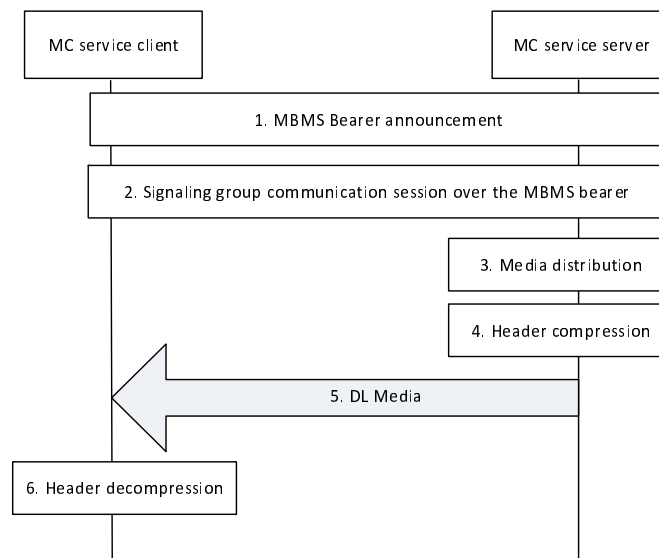 MC service client
MC service server
1. MBMS Bearer announcement
2. Signaling group communication session over the MBMS bearer
3. Media distribution
4. Header compression
5. DL Media
6. Header decompression